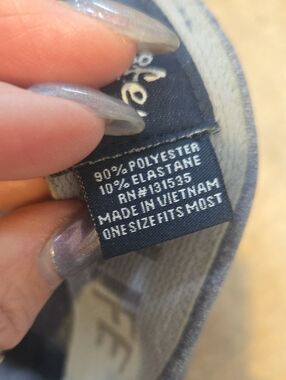 90% POLYESTER
10% ELASTANE
RN#131535
MADE IN VIETNAM
ONE SIZE FITS MOST